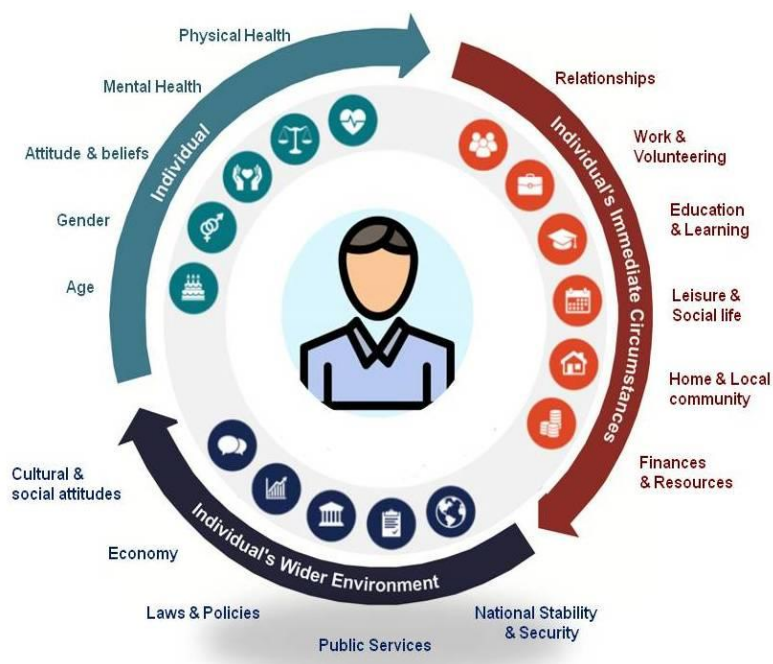 Physical Health
Mental Health
Attitude & beliefs
Gender
Age
Individual
Relationships
Work &
Volunteering
Education
& Learning
Leisure &
Social life
Home & Local
community
Finances
& Resources
Individual's Immediate Circumstances
Cultural &
social attitudes
Economy
Laws & Policies
Public Services
National Stability
& Security
Individual's Wider Environment